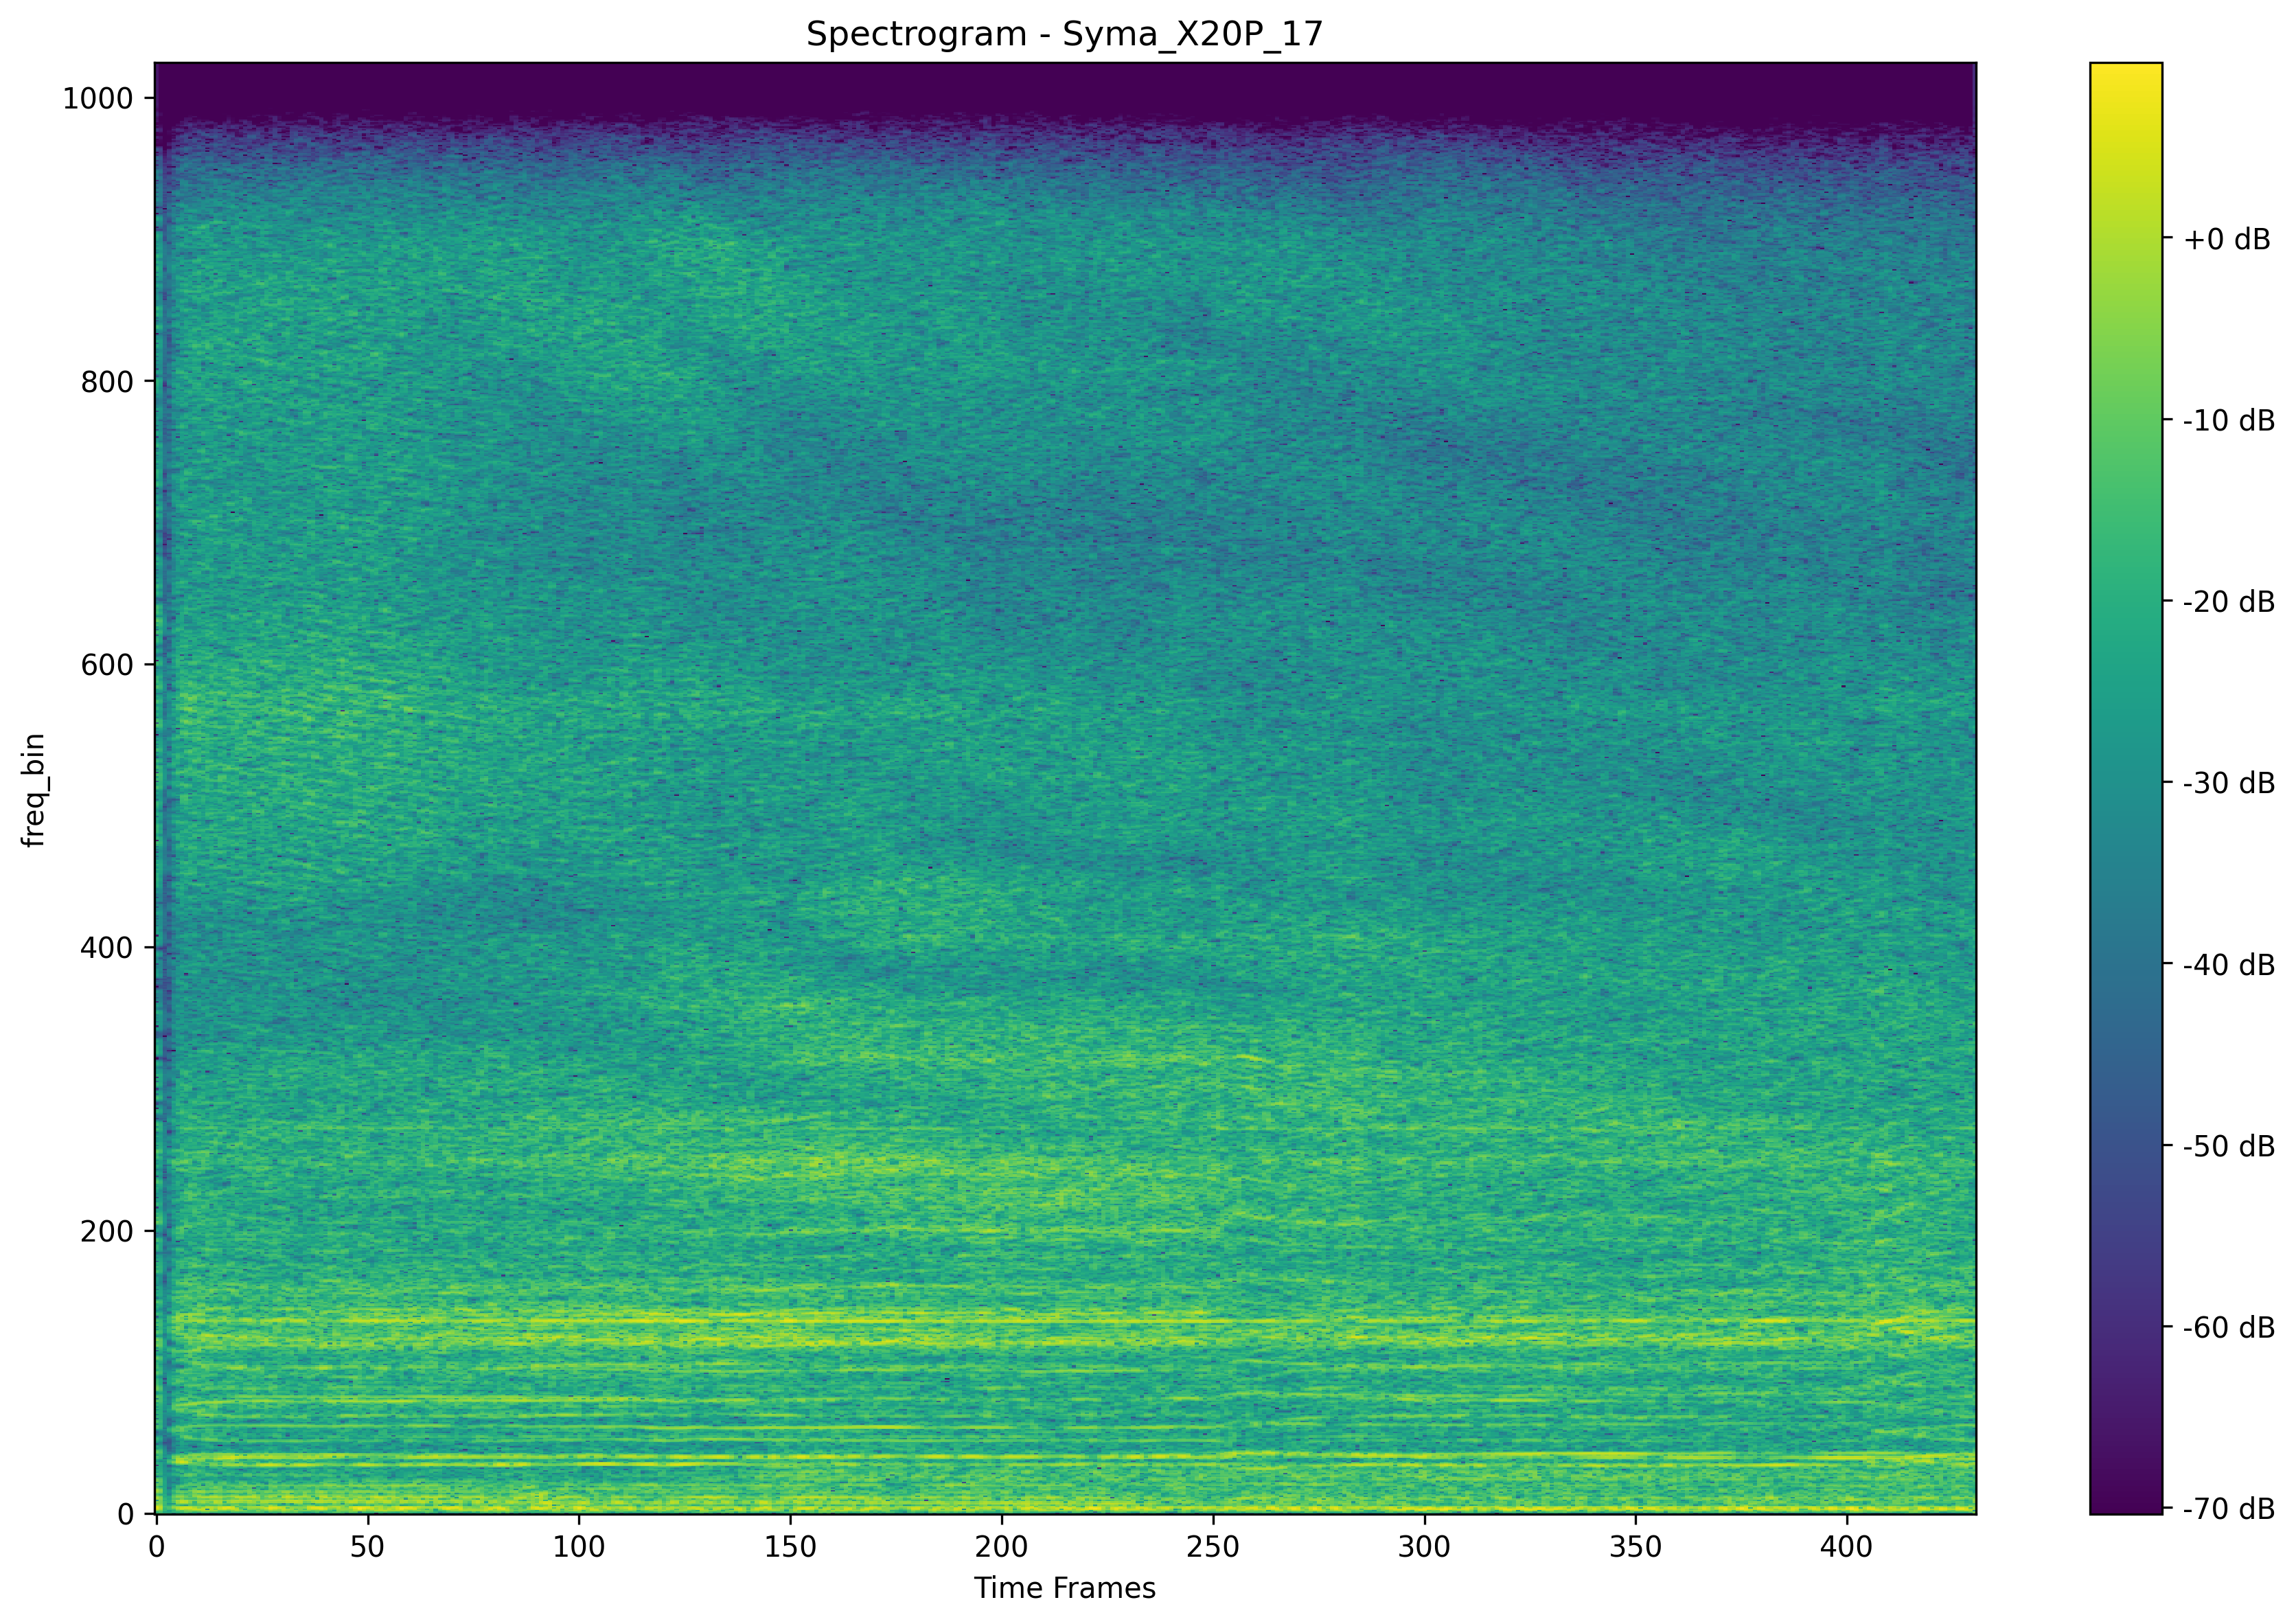 Spectrogram - Syma_X20P_17
1000
800
600
400
200
0
freq_bin
0 50 100 150 200 250 300 350 400
Time Frames
+0 dB
-10 dB
-20 dB
-30 dB
-40 dB
-50 dB
-60 dB
-70 dB